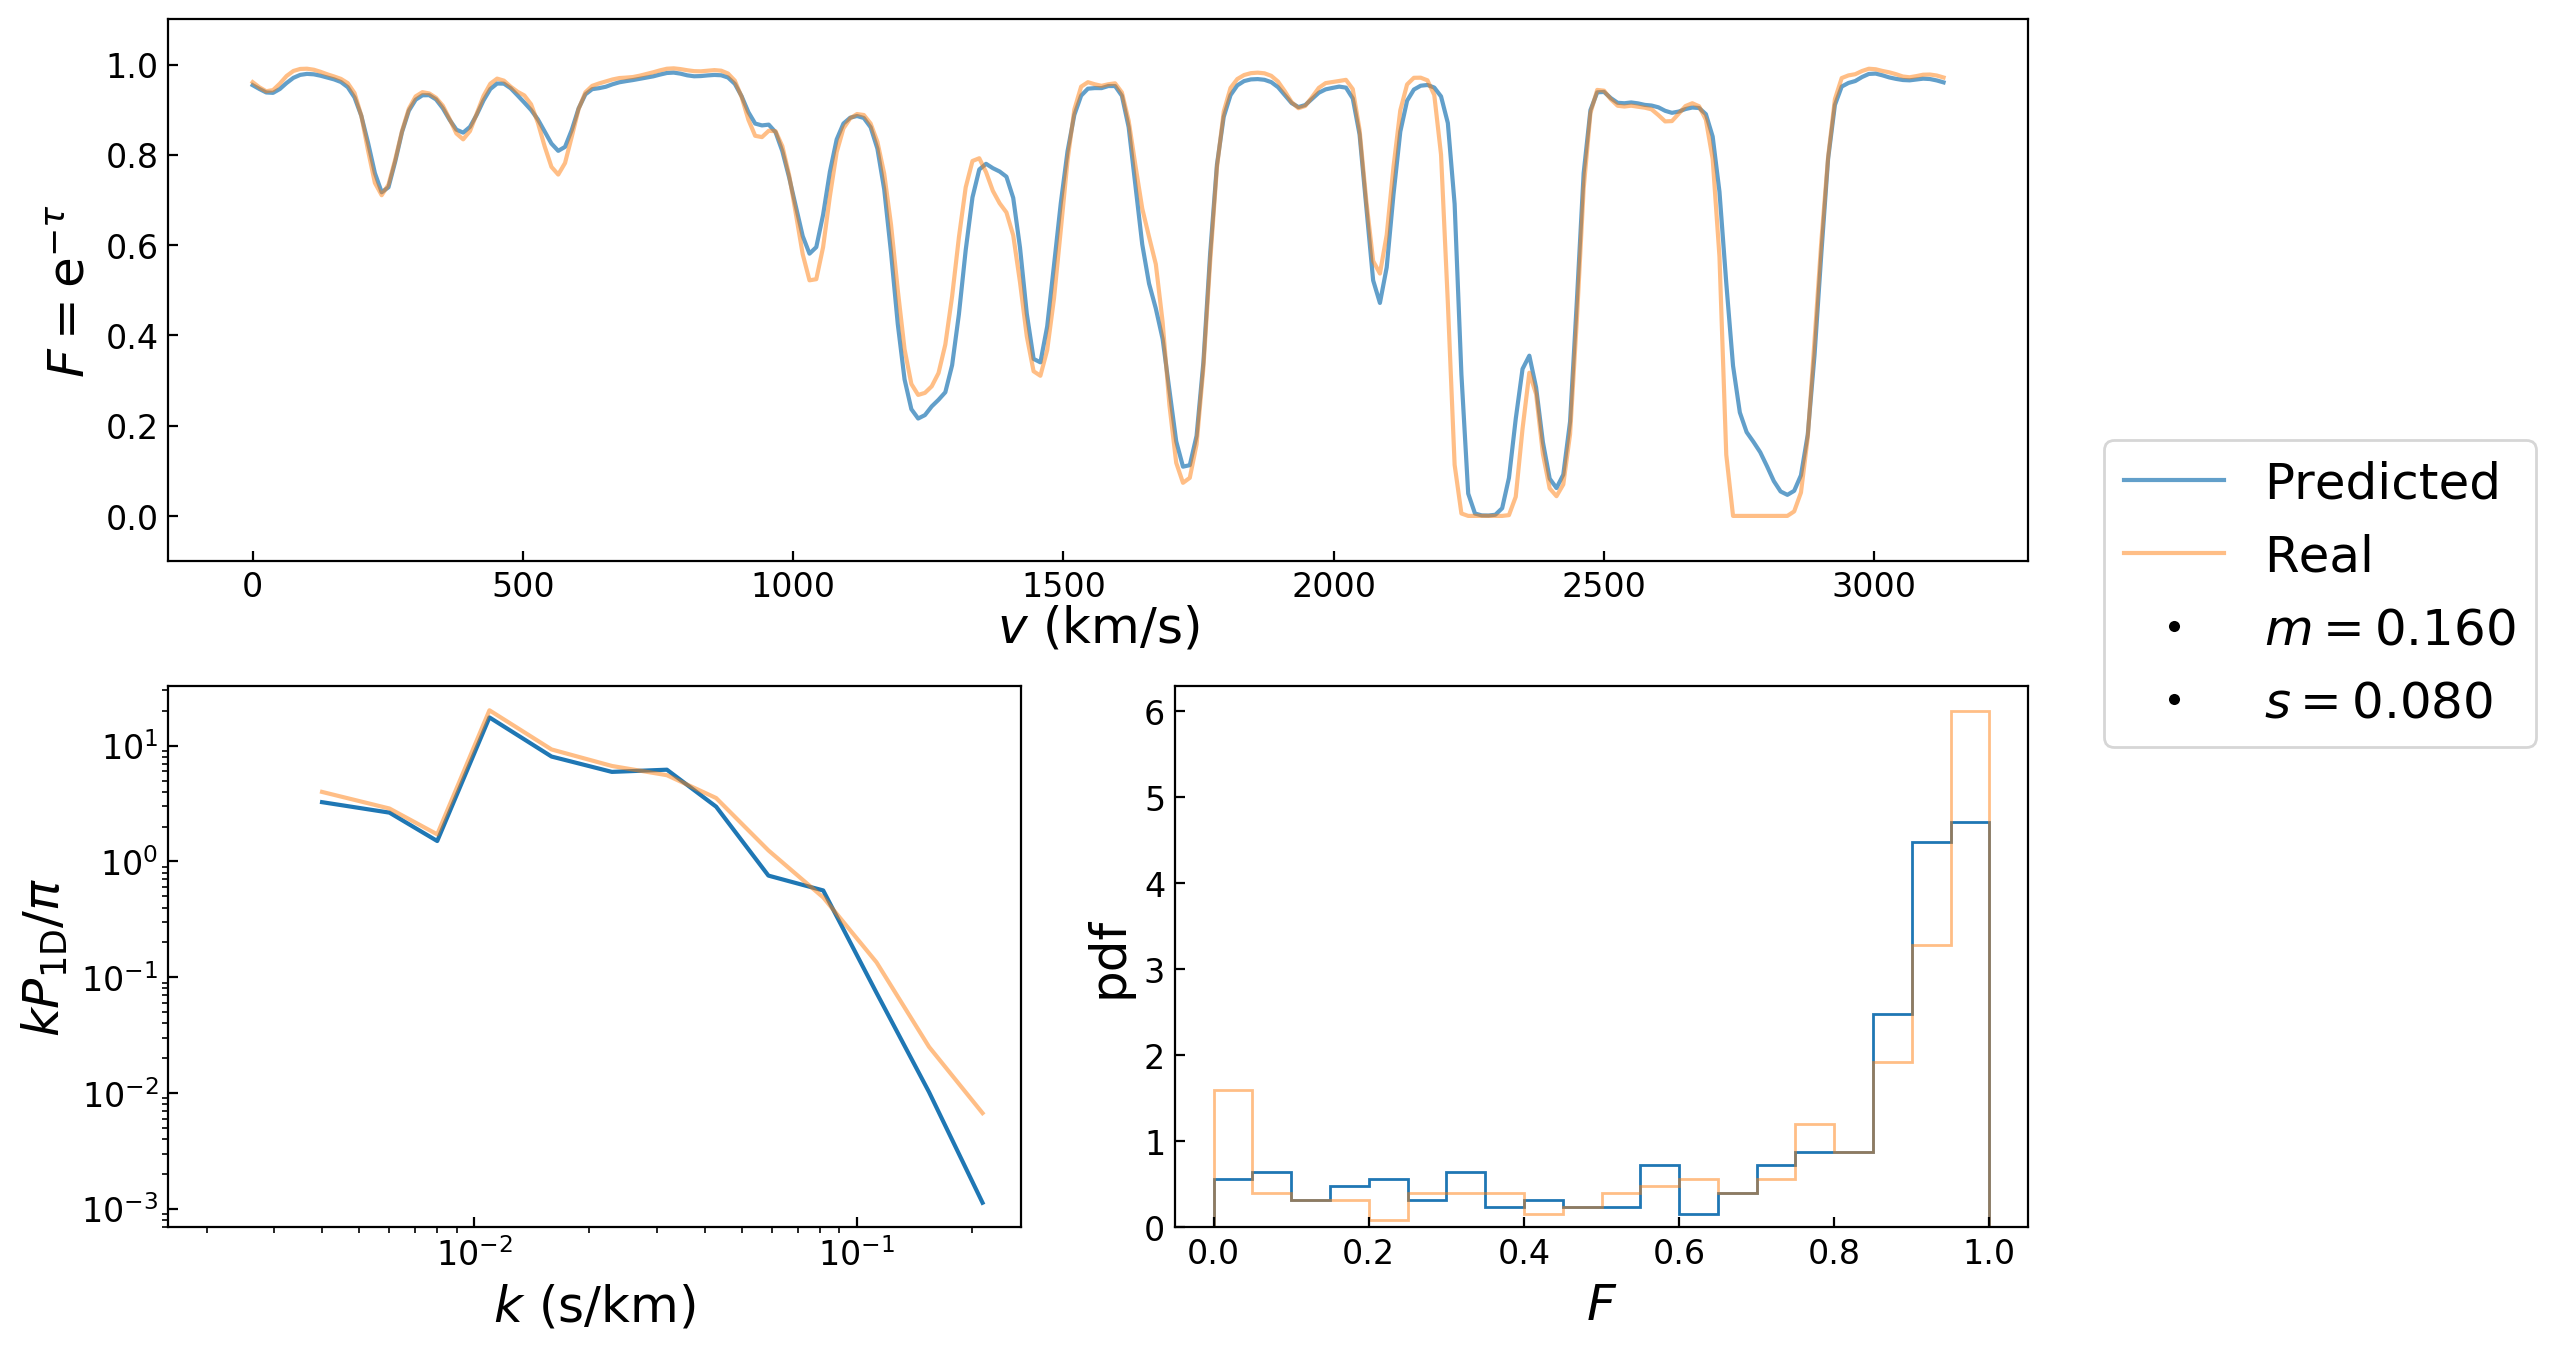 1.0
0.8
0.6
0.4
0.2
0.0
F = e^{−τ}
0 500 1000 1500 2000 2500 3000
v (km/s)
Predicted
Real
m = 0.160
s = 0.080
10^1
10^0
10^{−1}
10^{−2}
10^{−3}
kP_{1D}/π
10^{−2} 10^{−1}
k (s/km)
6
5
4
3
2
1
0
pdf
0.0 0.2 0.4 0.6 0.8 1.0
F